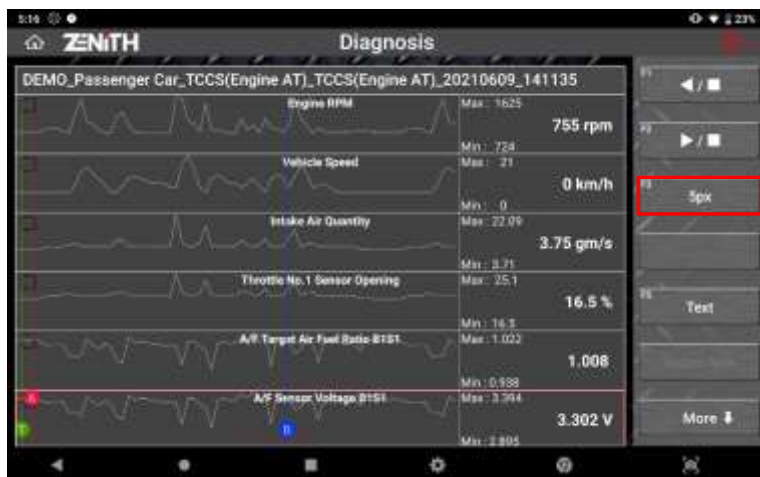 5:16
23%
ZENITH
Diagnosis
DEMO_Passenger Car_TCCS(Engine AT)_TCCS(Engine AT)_20210609_141135
Engine RPM
Max : 1625
755 rpm
Min : 724
Vehicle Speed
Max : 21
0 km/h
Min : 0
Intake Air Quantity
Max : 22.09
3.75 gm/s
Min : 3.71
Throttle No.1 Sensor Opening
Max : 25.1
16.5 %
Min : 16.5
A/F Target Air Fuel Ratio B1S1
Max : 1.022
1.008
Min : 0.938
A/F Sensor Voltage B1S1
Max : 3.394
3.302 V
Min : 2.895
F1
F2
F3
5px
F5
Text
More